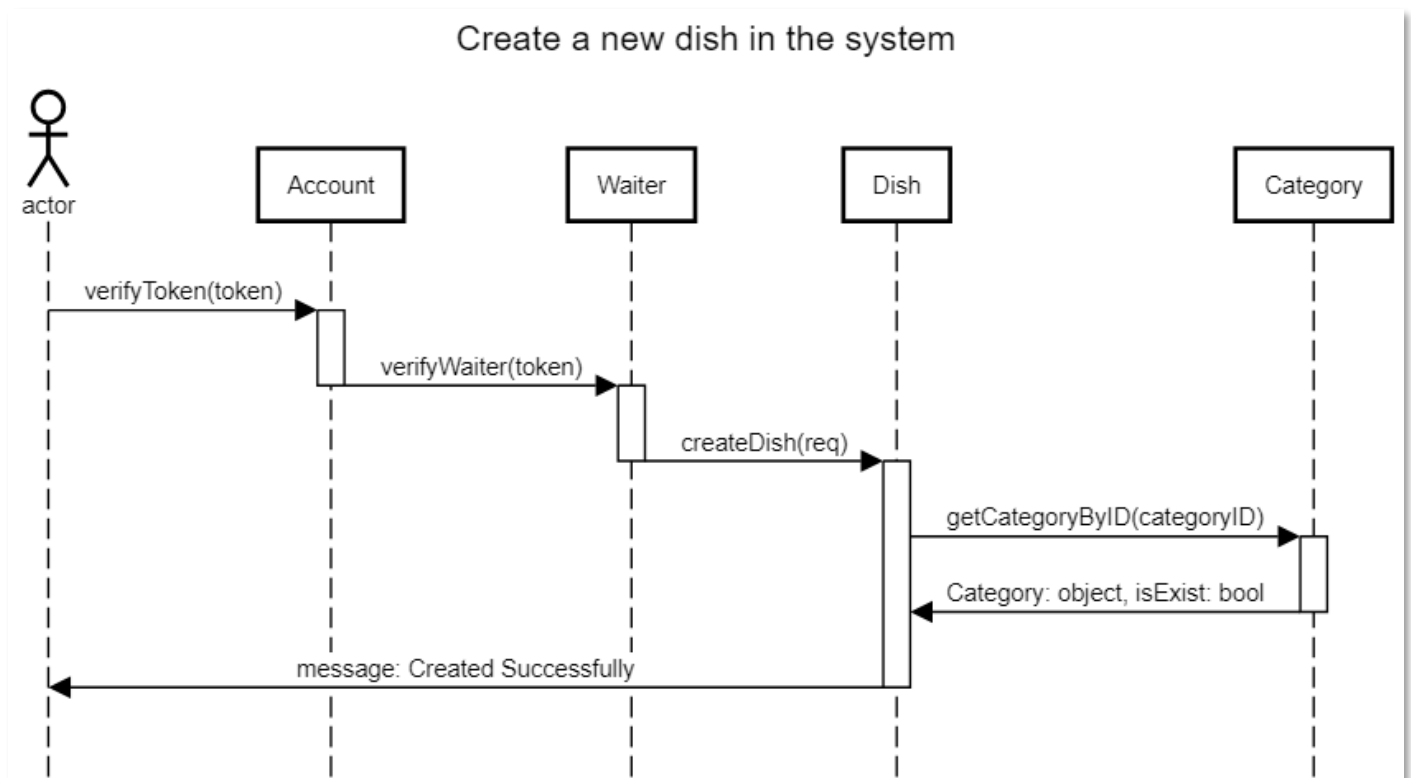 Create a new dish in the system
actor
Account
Waiter
Dish
Category
verifyToken(token)
verifyWaiter(token)
createDish(req)
getCategoryByID(categoryID)
Category: object, isExist: bool
message: Created Successfully